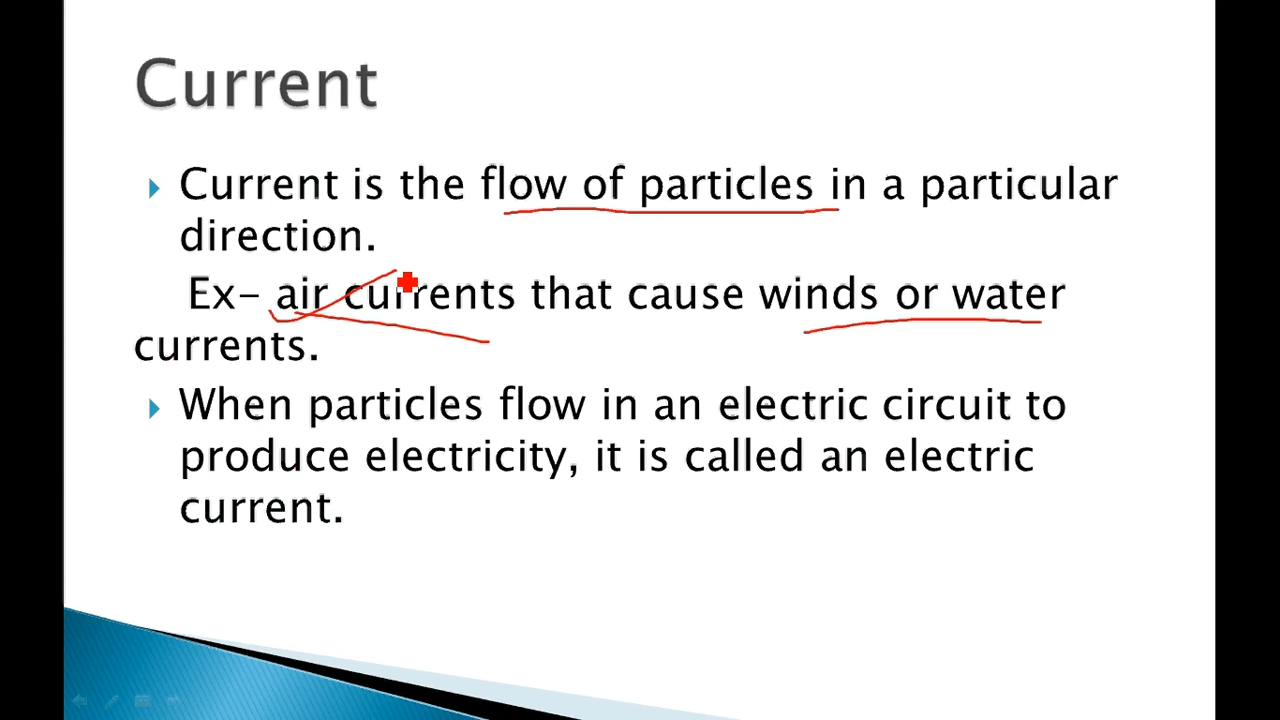 Current
Current is the flow of particles in a particular
direction.
Ex- air currents that cause winds or water
currents.
When particles flow in an electric circuit to
produce electricity, it is called an electric
current.